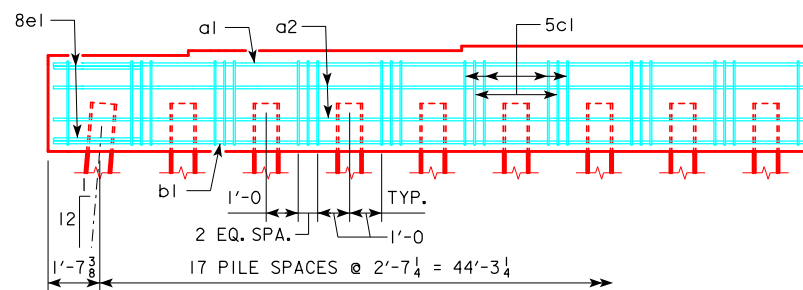 8e1
a1
a2
5c1
b1
12
1'-0
TYP.
2 EQ. SPA.
1'-0
1'-7 3/8
17 PILE SPACES @ 2'-7 1/4 = 44'-3 1/4